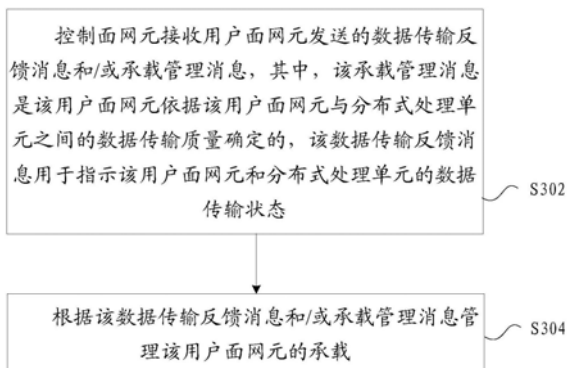 控制面网元接收用户面网元发送的数据传输反
馈消息和/或承载管理消息，其中，该承载管理消息
是该用户面网元依据该用户面网元与分布式处理单
元之间的数据传输质量确定的，该数据传输反馈消
息用于指示该用户面网元和分布式处理单元的数据
传输状态
S302
根据该数据传输反馈消息和/或承载管理消息管
理该用户面网元的承载
S304